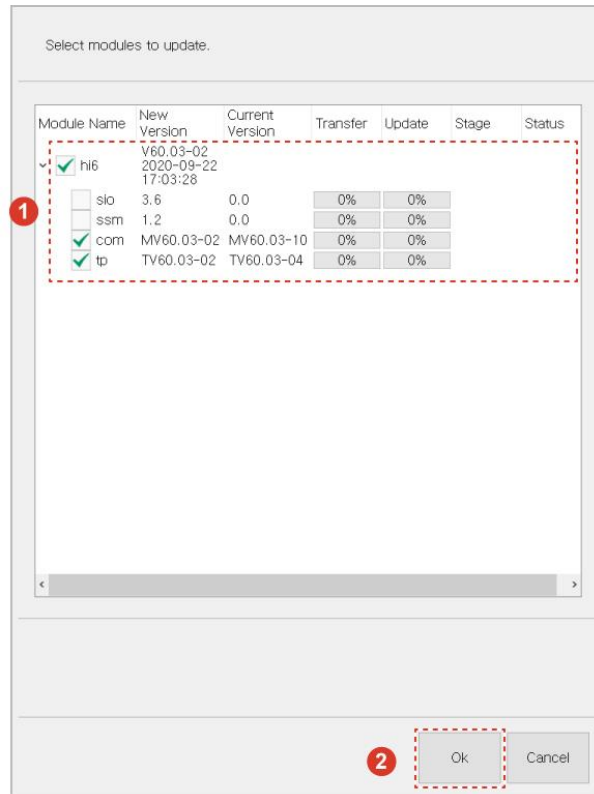 Select modules to update.
Module Name New Version Current Version Transfer Update Stage Status
hi6 V60.03-02 2020-09-22 17:03:28
1
sio 3.6 0.0 0% 0%
ssm 1.2 0.0 0% 0%
com MV60.03-02 MV60.03-10 0% 0%
tp TV60.03-02 TV60.03-04 0% 0%
2
Ok Cancel